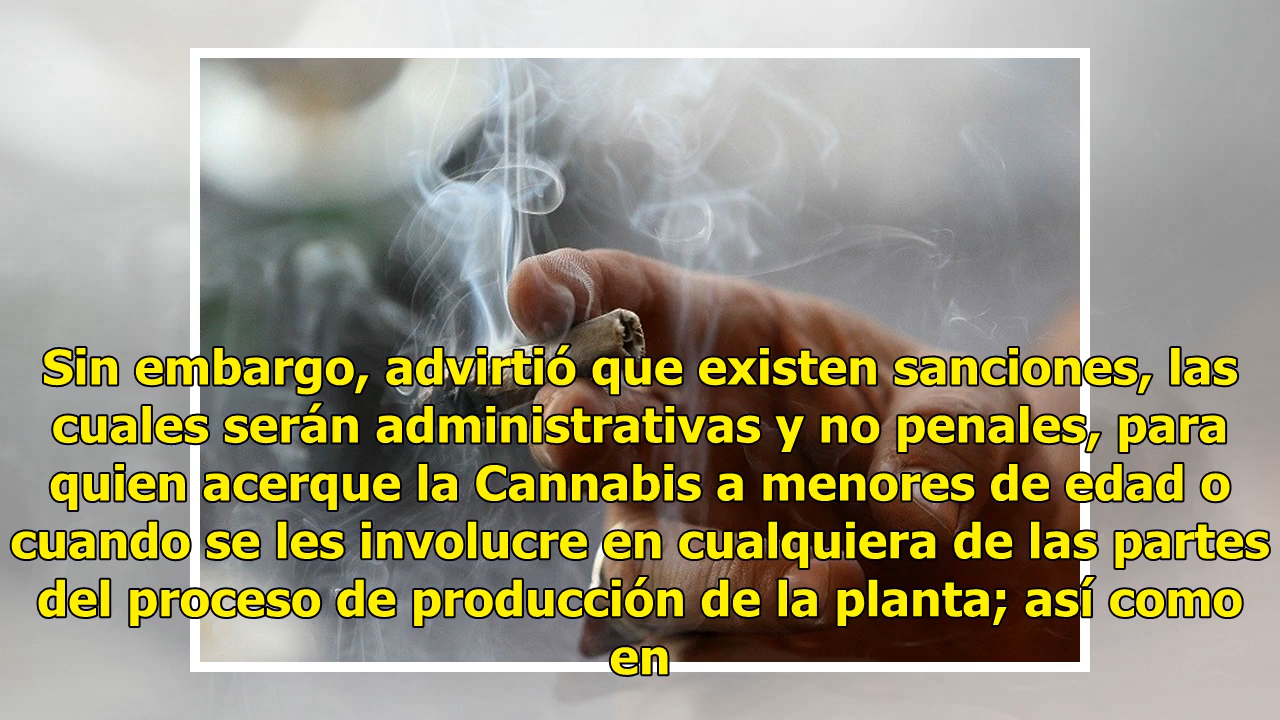 Sin embargo, advirtió que existen sanciones, las
cuales serán administrativas y no penales, para
quien acerque la Cannabis a menores de edad o
cuando se les involucre en cualquiera de las partes
del proceso de producción de la planta; así como
en